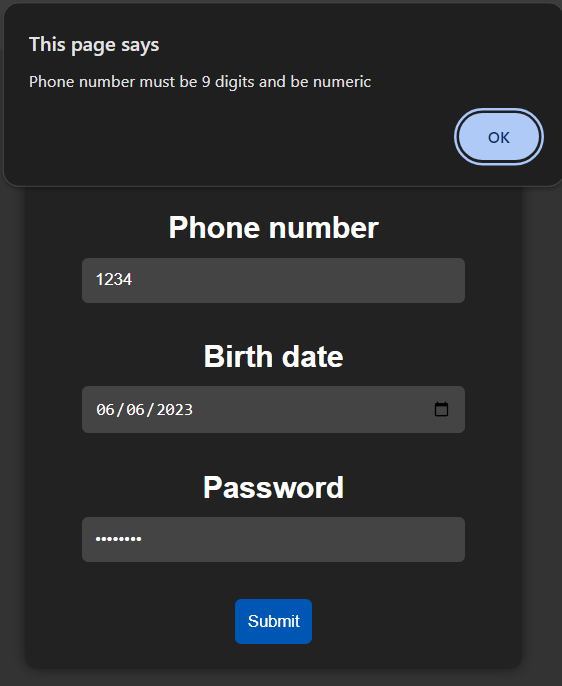 This page says
Phone number must be 9 digits and be numeric
OK
Phone number
1234
Birth date
06/06/2023
Password
••••••••
Submit